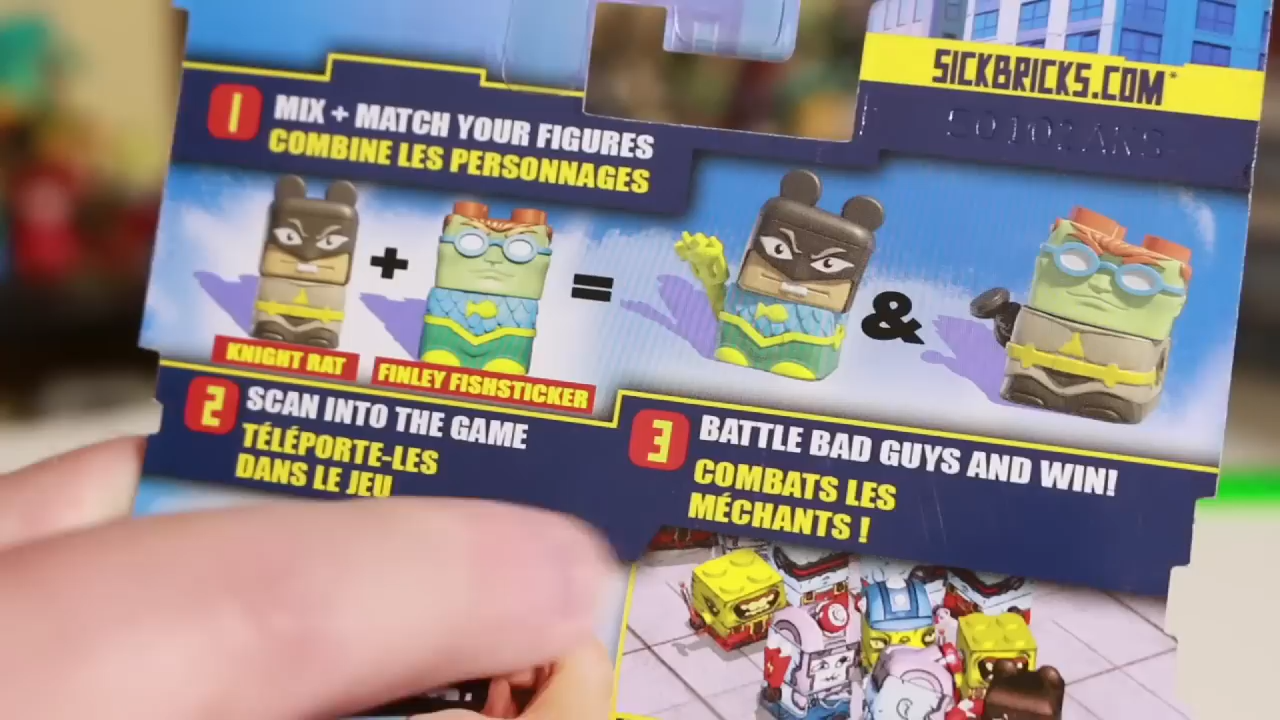 SICKBRICKS.COM*
1 MIX + MATCH YOUR FIGURES
COMBINE LES PERSONNAGES
+ = &
KNIGHT RAT
FINLEY FISHSTICKER
2 SCAN INTO THE GAME
TÉLÉPORTE-LES
DANS LE JEU
3 BATTLE BAD GUYS AND WIN!
COMBATS LES
MÉCHANTS !